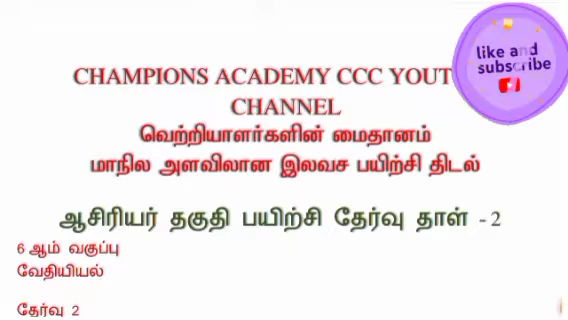 CHAMPIONS ACADEMY CCC YOUT
CHANNEL
வெற்றியாளர்களின் மைதானம்
மாநில அளவிலான இலவச பயிற்சி திடல்
ஆசிரியர் தகுதி பயிற்சி தேர்வு தாள் - 2
6 ஆம் வகுப்பு
வேதியியல்
தேர்வு 2
like and
subscribe